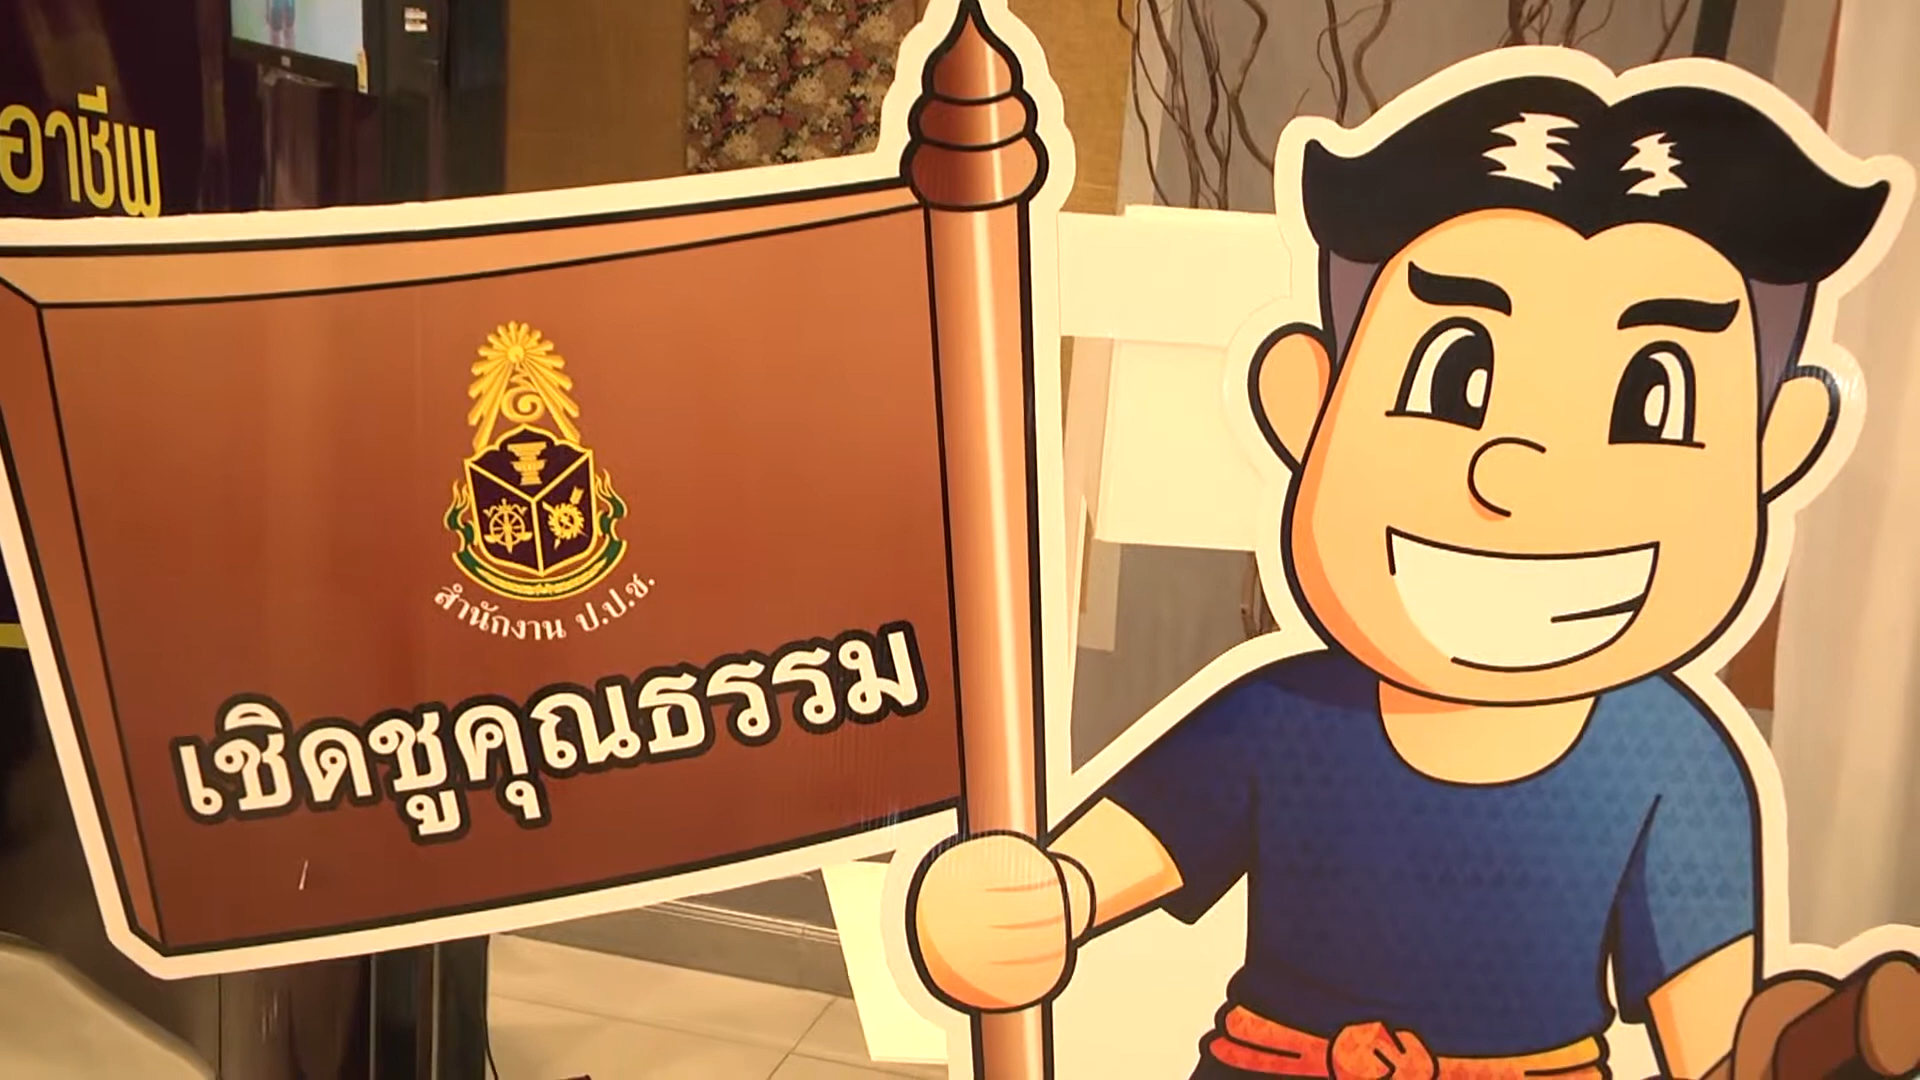 อาชีพ
สำนักงาน ป.ป.ช.
เชิดชูคุณธรรม